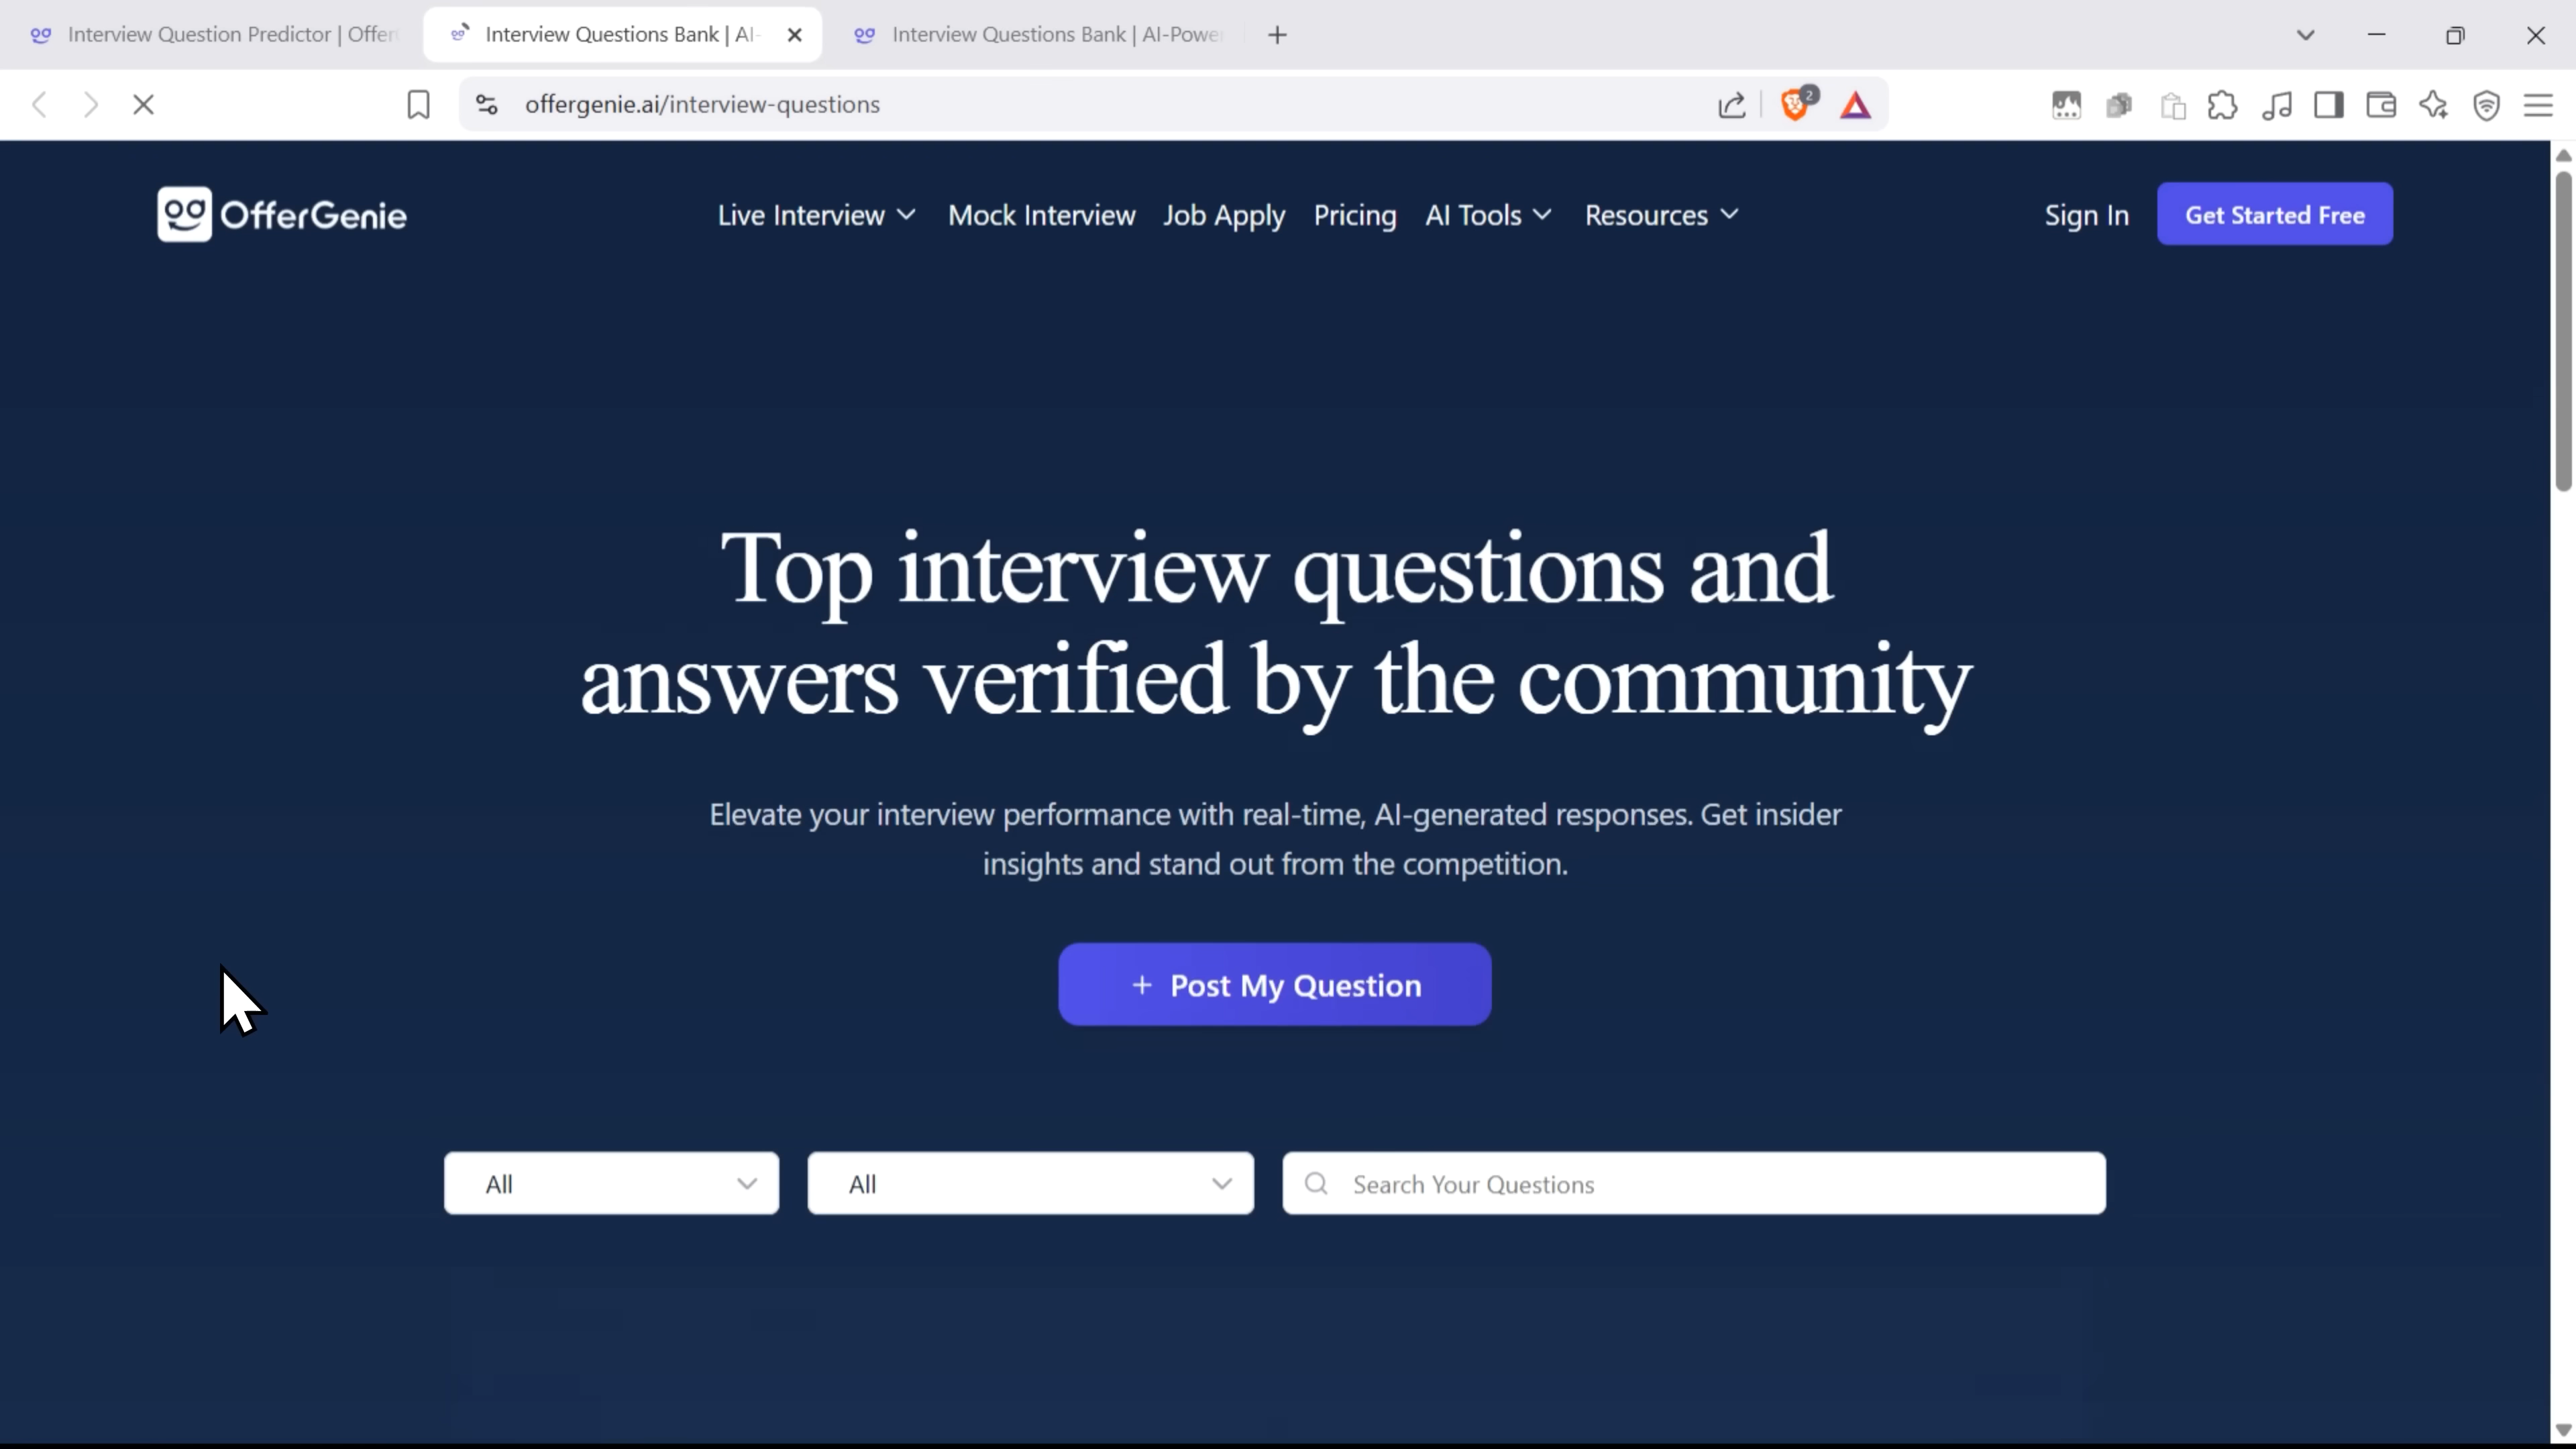 Interview Question Predictor | Offer
Interview Questions Bank | AI-
Interview Questions Bank | AI-Power
offergenie.ai/interview-questions
2
OfferGenie
Live Interview
Mock Interview
Job Apply
Pricing
AI Tools
Resources
Sign In
Get Started Free
Top interview questions and
answers verified by the community
Elevate your interview performance with real-time, AI-generated responses. Get insider
insights and stand out from the competition.
+ Post My Question
All
All
Search Your Questions